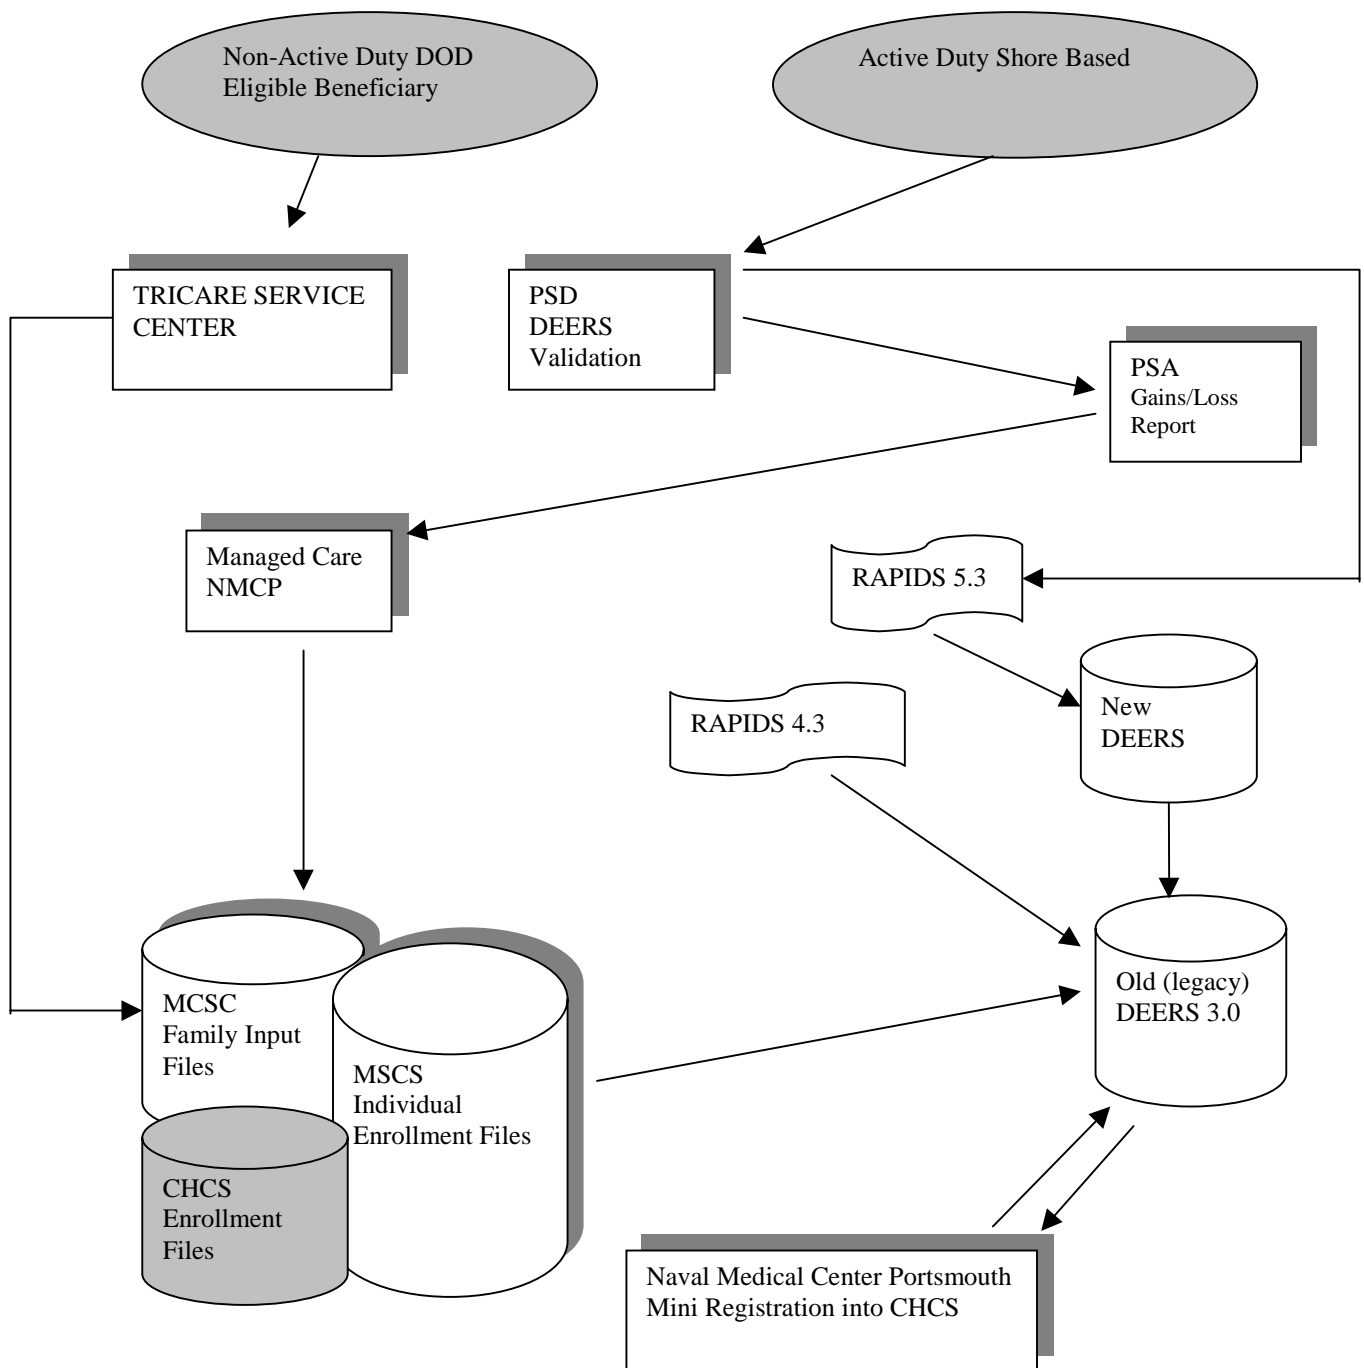 Non-Active Duty DOD
Eligible Beneficiary
Active Duty Shore Based
TRICARE SERVICE
CENTER
PSD
DEERS
Validation
PSA
Gains/Loss
Report
Managed Care
NMCP
RAPIDS 5.3
RAPIDS 4.3
New
DEERS
MCSC
Family Input
Files
MSCS
Individual
Enrollment Files
Old (legacy)
DEERS 3.0
CHCS
Enrollment
Files
Naval Medical Center Portsmouth
Mini Registration into CHCS